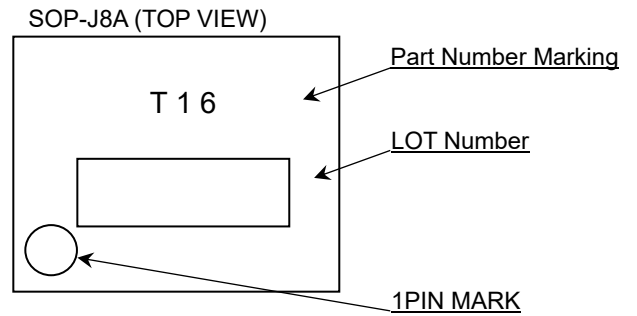 SOP-J8A (TOP VIEW)
Part Number Marking
T 1 6
LOT Number
1PIN MARK